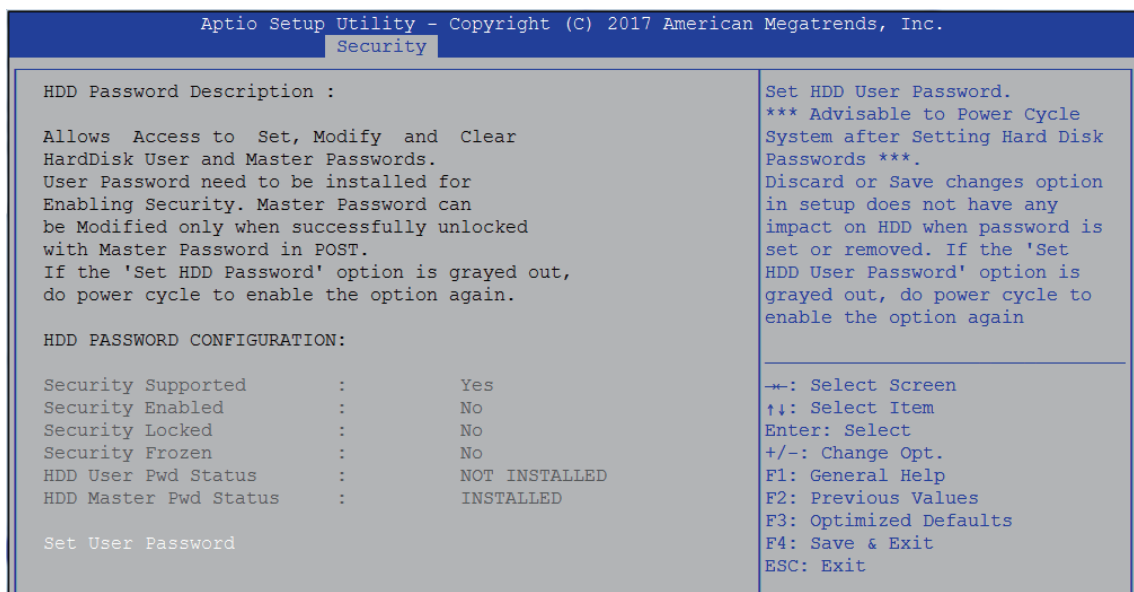 Aptio Setup Utility - Copyright (C) 2017 American Megatrends, Inc.
Security
HDD Password Description :
Allows Access to Set, Modify and Clear
HardDisk User and Master Passwords.
User Password need to be installed for
Enabling Security. Master Password can
be Modified only when successfully unlocked
with Master Password in POST.
If the 'Set HDD Password' option is grayed out,
do power cycle to enable the option again.
HDD PASSWORD CONFIGURATION:
Security Supported : Yes
Security Enabled : No
Security Locked : No
Security Frozen : No
HDD User Pwd Status : NOT INSTALLED
HDD Master Pwd Status : INSTALLED
Set User Password
Set HDD User Password.
*** Advisable to Power Cycle
System after Setting Hard Disk
Passwords ***.
Discard or Save changes option
in setup does not have any
impact on HDD when password is
set or removed. If the 'Set
HDD User Password' option is
grayed out, do power cycle to
enable the option again
→←: Select Screen
↑↓: Select Item
Enter: Select
+/-: Change Opt.
F1: General Help
F2: Previous Values
F3: Optimized Defaults
F4: Save & Exit
ESC: Exit